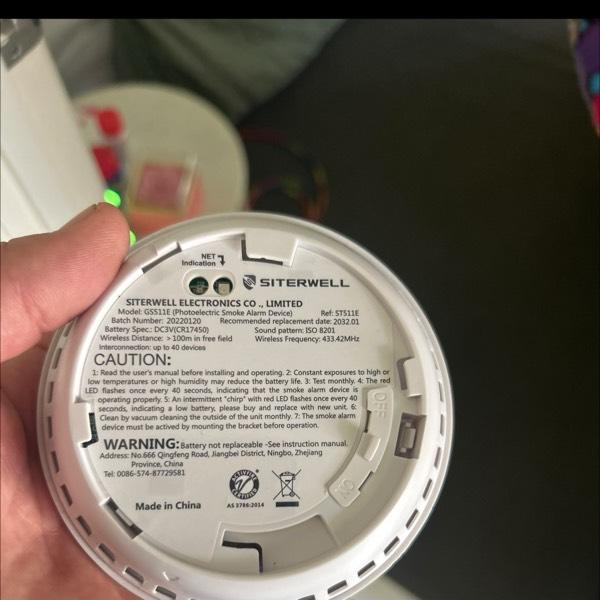 NET
Indication
SITERWELL
SITERWELL ELECTRONICS CO ., LIMITED
Model: GS511E (Photoelectric Smoke Alarm Device) Ref: ST511E
Batch Number: 20220120 Recommended replacement date: 2032.01
Battery Spec.: DC3V(CR17450) Sound pattern: ISO 8201
Wireless Distance: >100m in free field Wireless Frequency: 433.42MHz
Interconnection: up to 40 devices
CAUTION:
1: Read the user's manual before installing and operating. 2: Constant exposures to high or
low temperatures or high humidity may reduce the battery life. 3: Test monthly. 4: The red
LED flashes once every 40 seconds, indicating that the smoke alarm device is
operating properly. 5: An intermittent "chirp" with red LED flashes once every 40
seconds, indicating a low battery, please buy and replace with new unit. 6:
Clean by vacuum cleaning the outside of the unit monthly. 7: The smoke alarm
device must be activted by mounting the bracket before operation.
WARNING: Battery not replaceable -See instruction manual.
Address: No.666 Qingfeng Road, Jiangbei District, Ningbo, Zhejiang
Province, China
Tel: 0086-574-87729581
OFF
ON
ACTIVFIRE
CERTIFIED
Made in China
AS 3786:2014